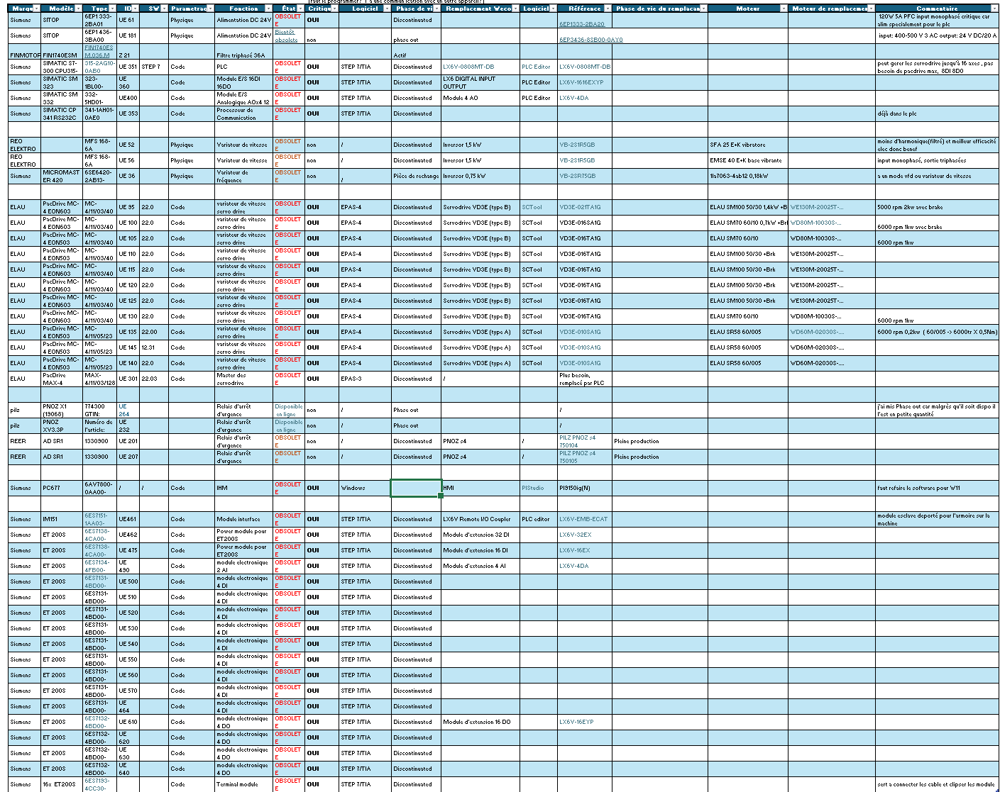 (faut le programmer? Y a une communication avec un autre appareil?)
Marqu Modèle Type ID SW Parametrag Fonction État Critiqu Logiciel Phase de vi Remplacement Weco Logiciel Référence Phase de vie du remplacan Moteur Moteur de remplacemer Commentaire
Siemens SITOP 6EP1 333-2BA01 UE 61 Physique Alimentation DC 24V OBSOLETE OUI Discontinued 6EP1333-2BA20 120W 5A PFC input monophasé critique car alim specialement pour le plc
Siemens SITOP 6EP1 436-3BA00 UE 181 Physique Alimentation DC 24V Bientôt obsolete non phase out 6EP3436-8SB00-0AY0 input: 400-500 V 3 AC output: 24 V DC/20 A
FINMOTOR FIN1740ESM FIN1740ESM.036.M Z 21 Filtre triphasé 36A Actif
Siemens SIMATIC S7-300 CPU315- 315-2AG10-0AB0 UE 351 STEP 7 Code PLC OBSOLETE OUI STEP 7/TIA Discontinued LX6V-0808MT-DB PLC Editor LX6V-0808MT-DB peut gerer les servodrive jusqu'à 16 axes , pas besoin de pacdrive max, 8DI 8DO
Siemens SIMATIC SM 323 323-1BL00- UE 360 Code Module E/S 16DI 16DO OBSOLETE OUI STEP 7/TIA Discontinued LX6 DIGITAL INPUT OUTPUT PLC Editor LX6V-1616EXYP
Siemens SIMATIC SM 332 332-5HD01- UE400 Code Module E/S Analogique AOx4 12 OBSOLETE OUI STEP 7/TIA Discontinued Module 4 AO PLC Editor LX6V-4DA
Siemens SIMATIC CP 341 RS232C 341-1AH01-0AE0 UE 353 Code Processeur de Communication OBSOLETE OUI STEP 7/TIA Discontinued déjà dans le plc
REO ELEKTRO MFS 168-6A UE 52 Physique Variateur de vitesse OBSOLETE non / Discontinued Inversor 1,5 kW VB-2S1R5GB SFA 25 E+K vibratore moins d'harmonique(filtré) et meilleur efficacité elec donc benef
REO ELEKTRO MFS 168-6A UE 56 Physique Variateur de vitesse OBSOLETE non / Discontinued Inversor 1,5 kW VB-2S1R5GB EMSE 40 E+K base vibrante input monophasé, sortie triphasées
Siemens MICROMASTER 420 6SE6420-2AB13- UE 36 Physique Variateur de fréquence OBSOLETE non / Pièce de rechange Inversor 0,75 kW VB-2SR75GB 1la7063-4ab12 0,18kW a un mode vfd ou variateur de vitesse
ELAU PacDrive MC-4 EON603 MC-4/11/03/40 UE 95 22.0 Code variateur de vitesse servo drive OBSOLETE OUI EPAS-4 Discontinued Servodrive VD3E (type B) SCTool VD3E-021TA1G ELAU SM100 50/30 1,4kW +B WE130M-20025T-... 5000 rpm 2kw avec brake
ELAU PacDrive MC-4 EON603 MC-4/11/03/40 UE 100 22.0 Code variateur de vitesse servo drive OBSOLETE OUI EPAS-4 Discontinued Servodrive VD3E (type B) SCTool VD3E-016SA1G ELAU SM70 60/10 0,7kW +Brl WD80M-10030S-... 6000 rpm 1kw avec brake
ELAU PacDrive MC-4 EON503 MC-4/11/03/40 UE 105 22.0 Code variateur de vitesse servo drive OBSOLETE OUI EPAS-4 Discontinued Servodrive VD3E (type B) SCTool VD3E-016TA1G ELAU SM70 60/10 WD80M-10030S-... 6000 rpm 1kw
ELAU PacDrive MC-4 EON503 MC-4/11/03/40 UE 110 22.0 Code variateur de vitesse servo drive OBSOLETE OUI EPAS-4 Discontinued Servodrive VD3E (type B) SCTool VD3E-016TA1G ELAU SM100 50/30 +Brk WE130M-20025T-...
ELAU PacDrive MC-4 EON603 MC-4/11/03/40 UE 115 22.0 Code variateur de vitesse servo drive OBSOLETE OUI EPAS-4 Discontinued Servodrive VD3E (type B) SCTool VD3E-016TA1G ELAU SM100 50/30 +Brk WE130M-20025T-...
ELAU PacDrive MC-4 EON603 MC-4/11/03/40 UE 120 22.0 Code variateur de vitesse servo drive OBSOLETE OUI EPAS-4 Discontinued Servodrive VD3E (type B) SCTool VD3E-016TA1G ELAU SM100 50/30 +Brk WE130M-20025T-...
ELAU PacDrive MC-4 EON603 MC-4/11/03/40 UE 125 22.0 Code variateur de vitesse servo drive OBSOLETE OUI EPAS-4 Discontinued Servodrive VD3E (type B) SCTool VD3E-016TA1G ELAU SM100 50/30 +Brk WE130M-20025T-...
ELAU PacDrive MC-4 EON603 MC-4/11/03/40 UE 130 22.0 Code variateur de vitesse servo drive OBSOLETE OUI EPAS-4 Discontinued Servodrive VD3E (type B) SCTool VD3E-016TA1G ELAU SM70 60/10 WD80M-10030S-... 6000 rpm 1kw
ELAU PacDrive MC-4 EON503 MC-4/11/05/23 UE 135 22.00 Code variateur de vitesse servo drive OBSOLETE OUI EPAS-4 Discontinued Servodrive VD3E (type A) SCTool VD3E-010SA1G ELAU SR58 60/005 WD60M-02030S-.... 6000 rpm 0,2kw ( 60/005 -> 6000tr X 0,5Nm)
ELAU PacDrive MC-4 EON503 MC-4/11/05/23 UE 145 12.31 Code variateur de vitesse servo drive OBSOLETE OUI EPAS-4 Discontinued Servodrive VD3E (type A) SCTool VD3E-010SA1G ELAU SR58 60/005 WD60M-02030S-....
ELAU PacDrive MC-4 EON503 MC-4/11/05/23 UE 140 22.0 Code variateur de vitesse servo drive OBSOLETE OUI EPAS-4 Discontinued Servodrive VD3E (type A) SCTool VD3E-010SA1G ELAU SR58 60/005 WD60M-02030S-....
ELAU PacDrive MAX-4 MAX-4/11/03/128 UE 301 22.03 Code Master des servodrive OBSOLETE OUI EPAS-3 Discontinued / Plus besoin, remplacé par PLC
pilz PNOZ X1 (19068) 774300 GTIN: UE 264 Relais d'arrêt d'urgence Disponible en ligne non / Phase out / j'ai mis Phase out car malgrès qu'il soit dispo il l'est en petite quantité
pilz PNOZ XV3.3P Numéro de l'article: UE 232 Relais d'arrêt d'urgence Disponible en ligne non / Phase out /
REER AD SR1 1330900 UE 201 Relais d'arrêt d'urgence OBSOLETE non / Discontinued PNOZ s4 / PILZ PNOZ s4 750104 Pleine production
REER AD SR1 1330900 UE 207 Relais d'arrêt d'urgence OBSOLETE non / Discontinued PNOZ s4 / PILZ PNOZ s4 750105 Pleine production
Siemens PC677 6AV7800-0AA00- / / Code IHM OBSOLETE OUI Windows HMI PIStudio PI9150ig(N) faut refaire le software pour W11
Siemens IM151 6ES7151-1AA03- UE461 Code Module interface OBSOLETE OUI STEP 7/TIA Discontinued LX6V Remote I/O Coupler PLC editor LX6V-EMB-ECAT module esclave deporté pour l'armoire sur la machine
Siemens ET 200S 6ES7138-4CA00- UE462 Code Power module pour ET200S OBSOLETE OUI STEP 7/TIA Discontinued Module d'extension 32 DI LX6V-32EX
Siemens ET 200S 6ES7138-4CA00- UE 475 Code Power module pour ET200S OBSOLETE OUI STEP 7/TIA Discontinued Module d'extension 16 DI LX6V-16EX
Siemens ET 200S 6ES7134-4FB00- UE 490 Code module electronique 2 AI OBSOLETE OUI STEP 7/TIA Discontinued Module d'extension 4 AI LX6V-4DA
Siemens ET 200S 6ES7131-4BD00- UE 500 Code module electronique 4 DI OBSOLETE OUI STEP 7/TIA Discontinued
Siemens ET 200S 6ES7131-4BD00- UE 510 Code module electronique 4 DI OBSOLETE OUI STEP 7/TIA Discontinued
Siemens ET 200S 6ES7131-4BD00- UE 520 Code module electronique 4 DI OBSOLETE OUI STEP 7/TIA Discontinued
Siemens ET 200S 6ES7131-4BD00- UE 530 Code module electronique 4 DI OBSOLETE OUI STEP 7/TIA Discontinued
Siemens ET 200S 6ES7131-4BD00- UE 540 Code module electronique 4 DI OBSOLETE OUI STEP 7/TIA Discontinued
Siemens ET 200S 6ES7131-4BD00- UE 550 Code module electronique 4 DI OBSOLETE OUI STEP 7/TIA Discontinued
Siemens ET 200S 6ES7131-4BD00- UE 560 Code module electronique 4 DI OBSOLETE OUI STEP 7/TIA Discontinued
Siemens ET 200S 6ES7131-4BD00- UE 570 Code module electronique 4 DI OBSOLETE OUI STEP 7/TIA Discontinued
Siemens ET 200S 6ES7131-4BD00- UE 464 Code module electronique 4 DI OBSOLETE OUI STEP 7/TIA Discontinued
Siemens ET 200S 6ES7132-4BD00- UE 610 Code module electronique 4 DO OBSOLETE OUI STEP 7/TIA Discontinued Module d'extension 16 DO LX6V-16EYP
Siemens ET 200S 6ES7132-4BD00- UE 620 Code module electronique 4 DO OBSOLETE OUI STEP 7/TIA Discontinued
Siemens ET 200S 6ES7132-4BD00- UE 630 Code module electronique 4 DO OBSOLETE OUI STEP 7/TIA Discontinued
Siemens ET 200S 6ES7132-4BD00- UE 640 Code module electronique 4 DO OBSOLETE OUI STEP 7/TIA Discontinued
Siemens 16x ET200S 6ES7193-4CC30- Code Terminal module OBSOLETE OUI STEP 7/TIA Discontinued sert a connecter les cable et clipser les module